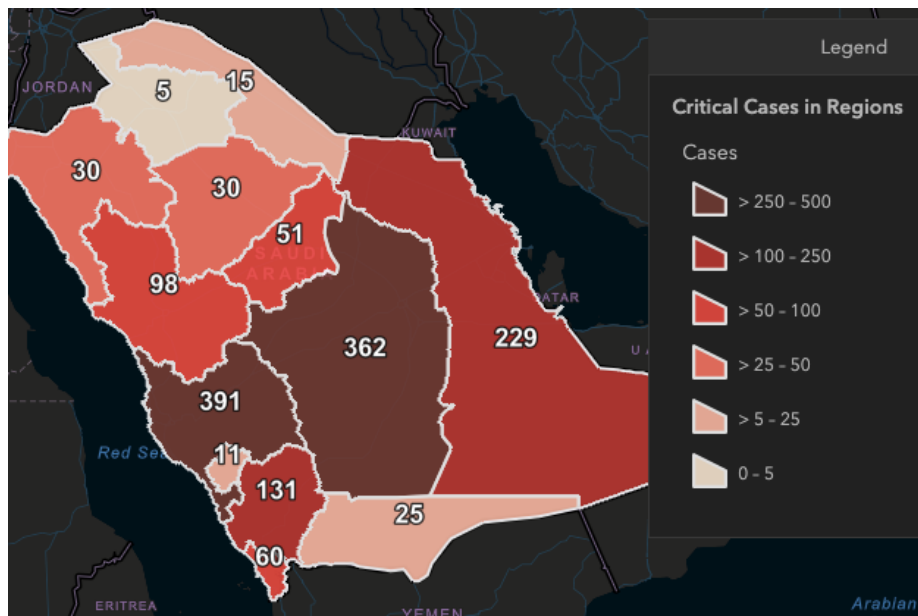 Legend
Critical Cases in Regions
Cases
> 250 - 500
> 100 - 250
> 50 - 100
> 25 - 50
> 5 - 25
0 - 5
JORDAN
5
15
KUWAIT
30
30
51
SAUDI
98
QATAR
362
229
U A
391
Red Sea
11
131
25
60
ERITREA
YEMEN
Arabian